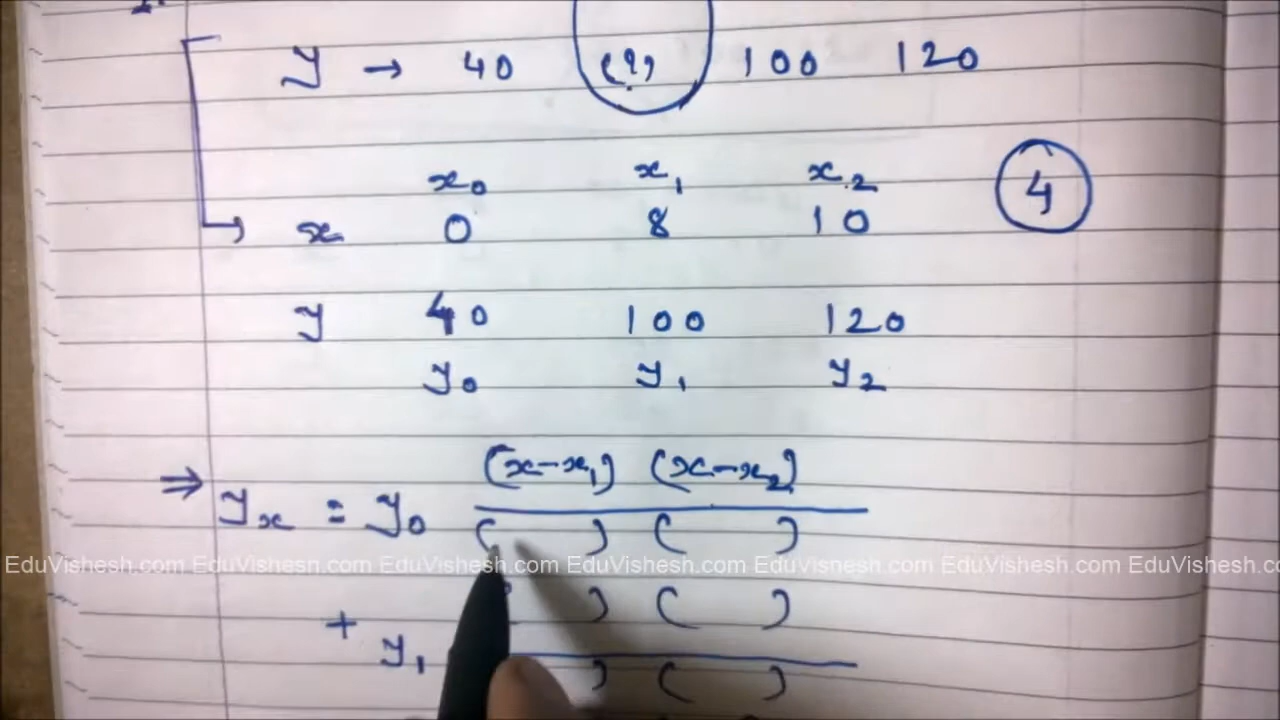 y → 40 (?) 100 120
x₀ x₁ x₂
x 0 8 10 4
y 40 100 120
y₀ y₁ y₂
(x-x₁) (x-x₂)
⇒ yₓ = y₀
( ) ( )
EduVishesh.com EduVishesh.com EduVishesh.com EduVishesh.com EduVishesh.com EduVishesh.com EduVishesh.com
) ( )
+ y₁
) ( )